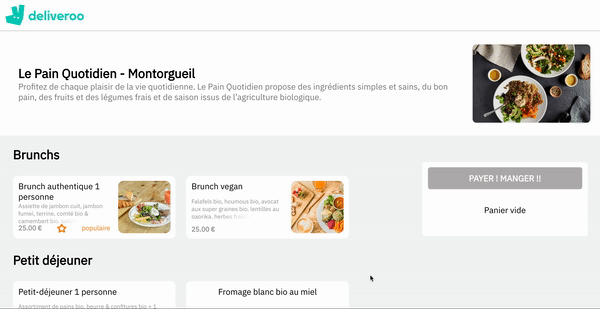 deliveroo
Le Pain Quotidien - Montorgueil
Profitez de chaque plaisir de la vie quotidienne. Le Pain Quotidien propose des ingrédients simples et sains, du bon
pain, des fruits et des légumes frais et de saison issus de l'agriculture biologique.
Brunchs
Brunch authentique 1
personne
Assiette de jambon cuit, jambon
fumé, terrine, comté bio &
camembert bio,
25.00 €
populaire
Brunch vegan
Falafels bio, houmous bio, avocat
aux super graines bio, lentilles au
saorika, herbes
25.00 €
PAYER ! MANGER !!
Panier vide
Petit déjeuner
Petit-déjeuner 1 personne
Assortiment de pains bio, beurre & confitures bio + 1
Fromage blanc bio au miel